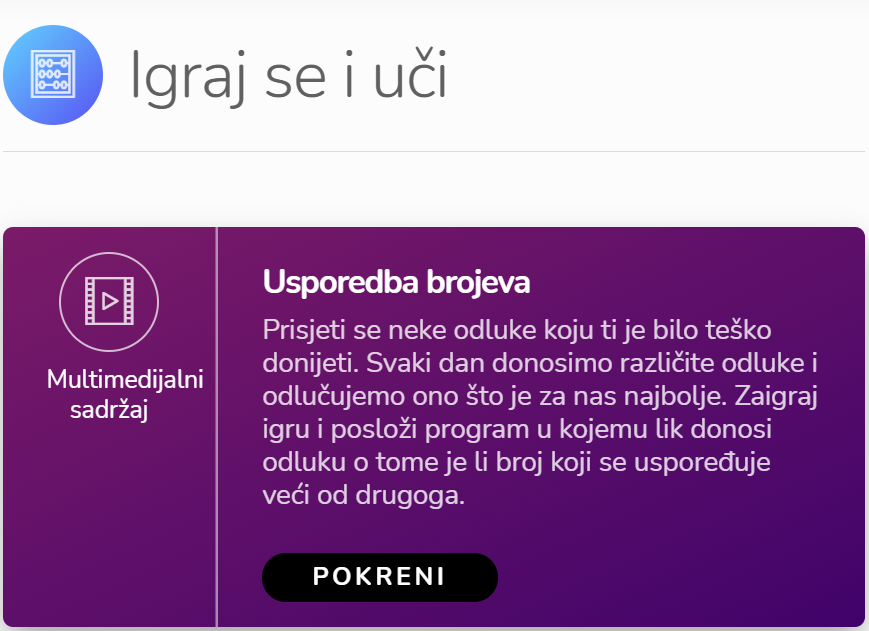 Igraj se i uči
Multimedijalni
sadržaj
Usporedba brojeva
Prisjeti se neke odluke koju ti je bilo teško
donijeti. Svaki dan donosimo različite odluke i
odlučujemo ono što je za nas najbolje. Zaigraj
igru i posloži program u kojemu lik donosi
odluku o tome je li broj koji se uspoređuje
veći od drugoga.
POKRENI